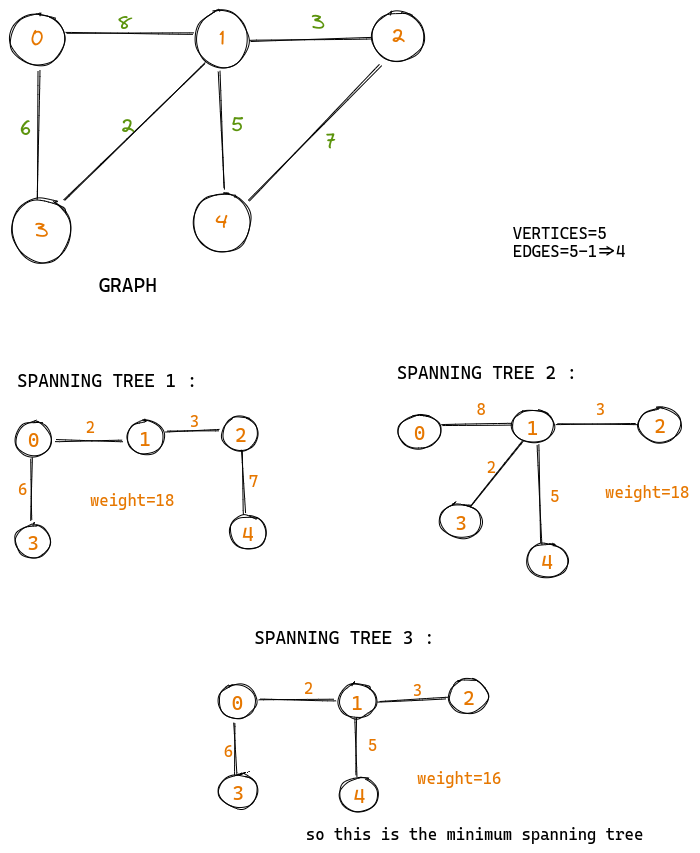 0 8 1 3 2
6 2 5 7
3 4
VERTICES=5
EDGES=5-1⇒4
GRAPH
SPANNING TREE 1 :
0 2 1 3 2
6 7
weight=18
3 4
SPANNING TREE 2 :
0 8 1 3 2
2 5
weight=18
3
4
SPANNING TREE 3 :
0 2 1 3 2
6 5
weight=16
3 4
so this is the minimum spanning tree